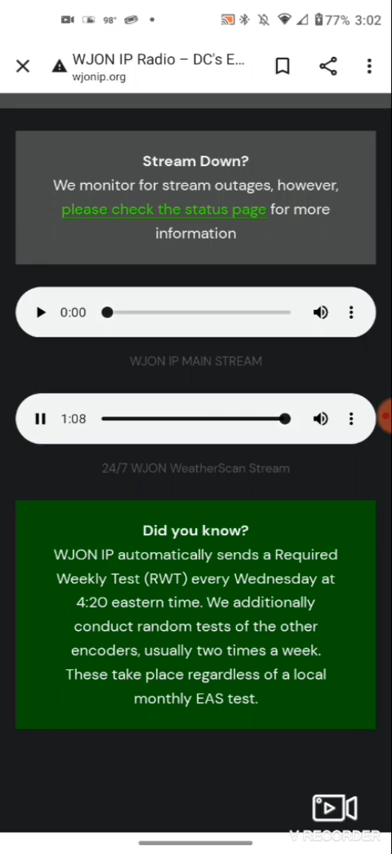 98° • 77% 3:02
WJON IP Radio – DC's E...
wjonip.org
Stream Down?
We monitor for stream outages, however,
please check the status page for more
information
0:00
WJON IP MAIN STREAM
1:08
24/7 WJON WeatherScan Stream
Did you know?
WJON IP automatically sends a Required
Weekly Test (RWT) every Wednesday at
4:20 eastern time. We additionally
conduct random tests of the other
encoders, usually two times a week.
These take place regardless of a local
monthly EAS test.
V RECORDER